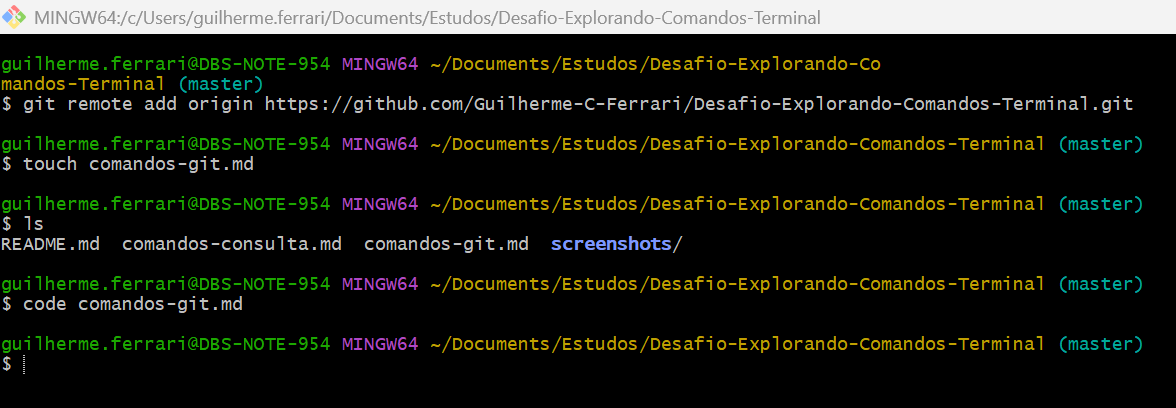 MINGW64:/c/Users/guilherme.ferrari/Documents/Estudos/Desafio-Explorando-Comandos-Terminal
guilherme.ferrari@DBS-NOTE-954 MINGW64 ~/Documents/Estudos/Desafio-Explorando-Co
mandos-Terminal (master)
$ git remote add origin https://github.com/Guilherme-C-Ferrari/Desafio-Explorando-Comandos-Terminal.git
guilherme.ferrari@DBS-NOTE-954 MINGW64 ~/Documents/Estudos/Desafio-Explorando-Comandos-Terminal (master)
$ touch comandos-git.md
guilherme.ferrari@DBS-NOTE-954 MINGW64 ~/Documents/Estudos/Desafio-Explorando-Comandos-Terminal (master)
$ ls
README.md  comandos-consulta.md  comandos-git.md  screenshots/
guilherme.ferrari@DBS-NOTE-954 MINGW64 ~/Documents/Estudos/Desafio-Explorando-Comandos-Terminal (master)
$ code comandos-git.md
guilherme.ferrari@DBS-NOTE-954 MINGW64 ~/Documents/Estudos/Desafio-Explorando-Comandos-Terminal (master)
$